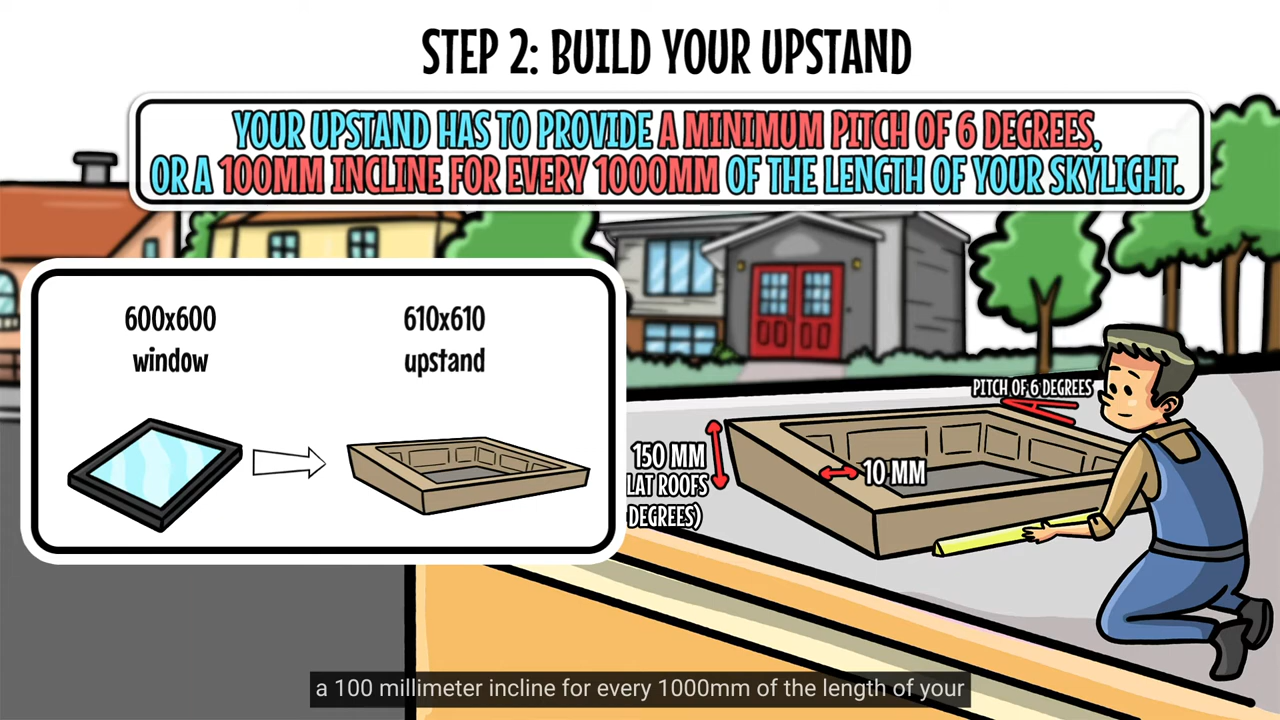 STEP 2: BUILD YOUR UPSTAND
YOUR UPSTAND HAS TO PROVIDE A MINIMUM PITCH OF 6 DEGREES,
OR A 100MM INCLINE FOR EVERY 1000MM OF THE LENGTH OF YOUR SKYLIGHT.
600x600
window
610x610
upstand
PITCH OF 6 DEGREES
150 MM
LAT ROOFS
DEGREES)
10 MM
a 100 millimeter incline for every 1000mm of the length of your